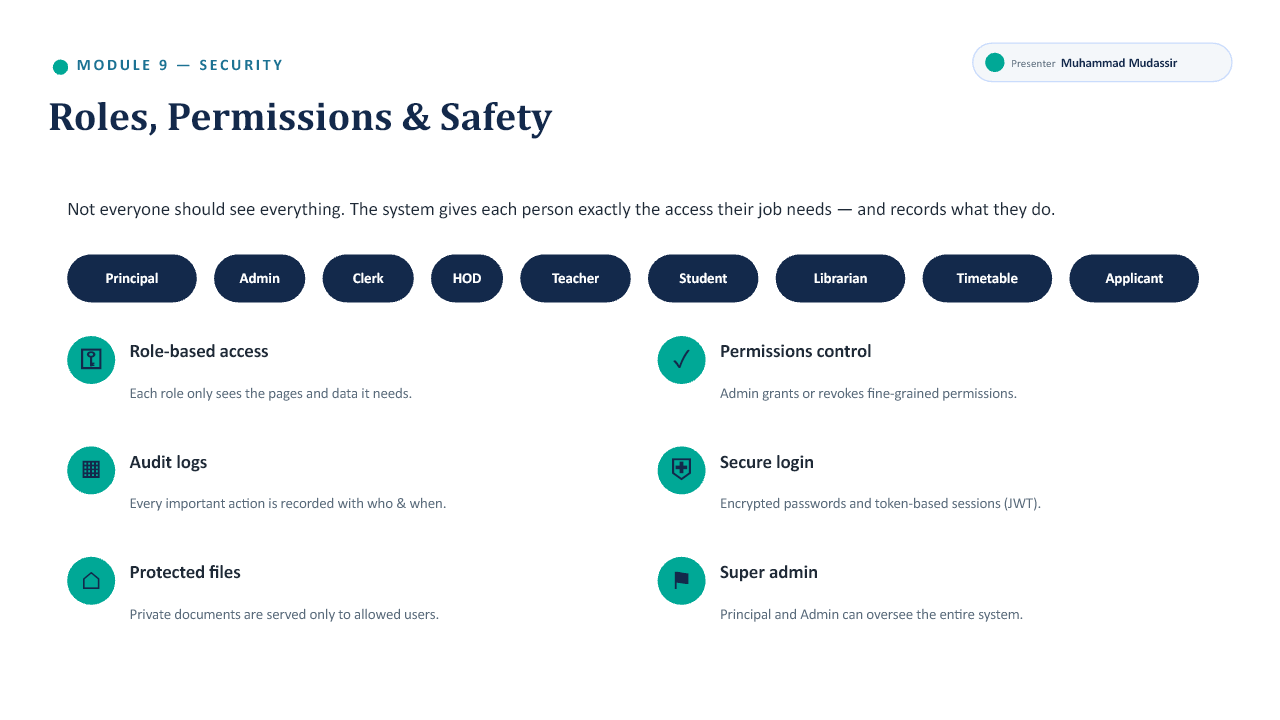 MODULE 9 — SECURITY
Presenter Muhammad Mudassir
Roles, Permissions & Safety
Not everyone should see everything. The system gives each person exactly the access their job needs — and records what they do.
Principal Admin Clerk HOD Teacher Student Librarian Timetable Applicant
Role-based access
Each role only sees the pages and data it needs.
Permissions control
Admin grants or revokes fine-grained permissions.
Audit logs
Every important action is recorded with who & when.
Secure login
Encrypted passwords and token-based sessions (JWT).
Protected files
Private documents are served only to allowed users.
Super admin
Principal and Admin can oversee the entire system.